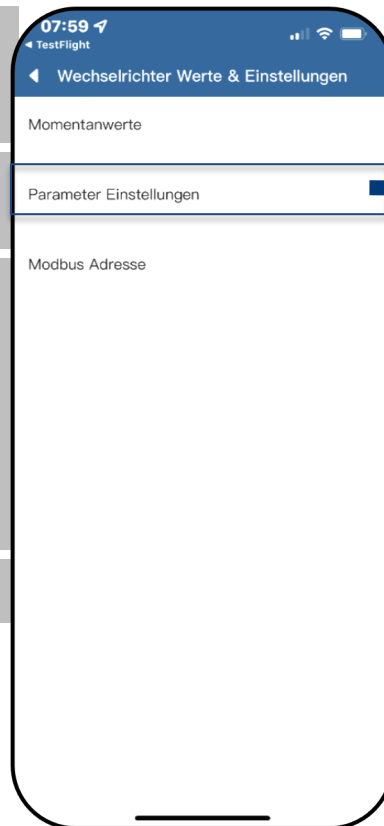 07:59
◀ TestFlight
Wechselrichter Werte & Einstellungen
Momentanwerte
Parameter Einstellungen
Modbus Adresse